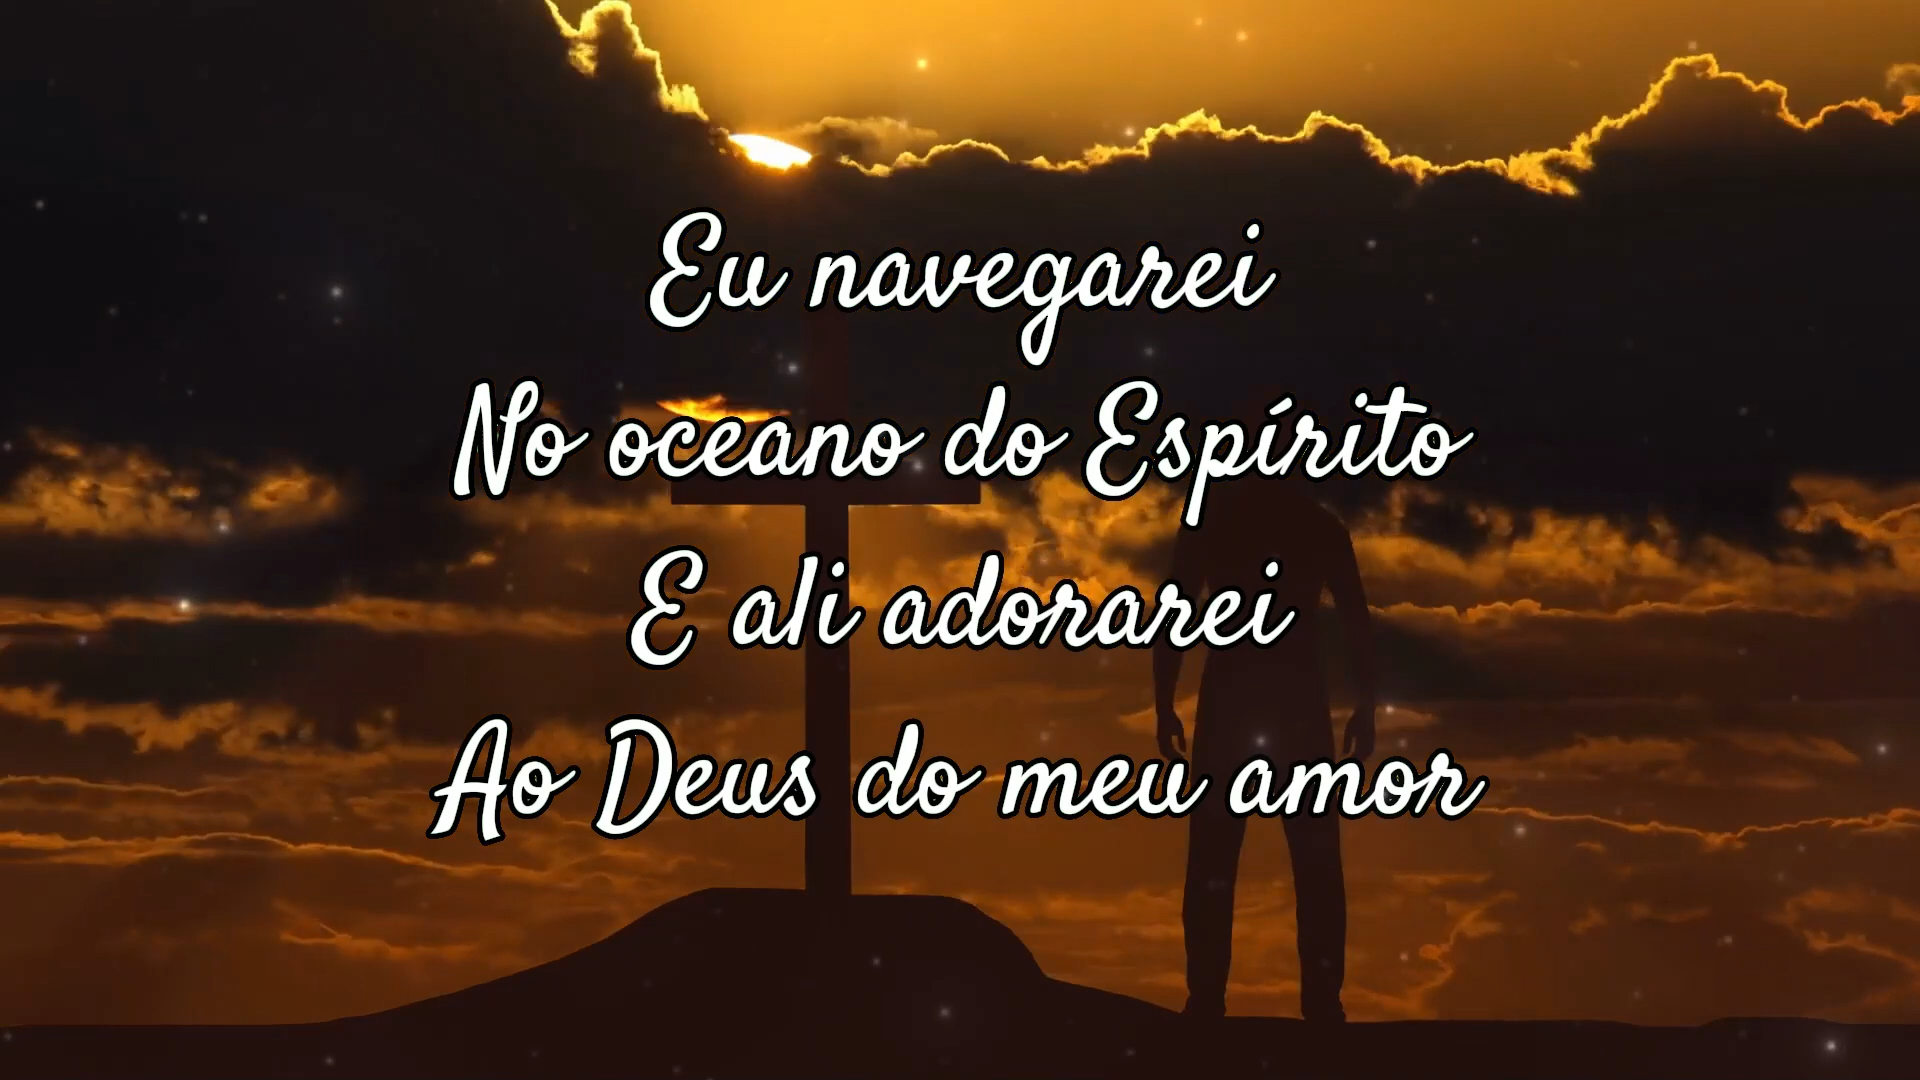 Eu navegarei
No oceano do Espírito
E ali adorarei
Ao Deus do meu amor